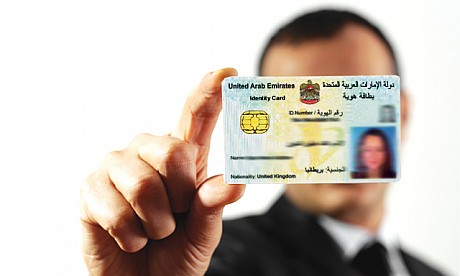 United Arab Emirates
دولة الإمارات العربية المتحدة
Identity Card
بطاقة هوية
ID Number / رقم الهوية
Nationality: United Kingdom
الجنسية: بريطانيا